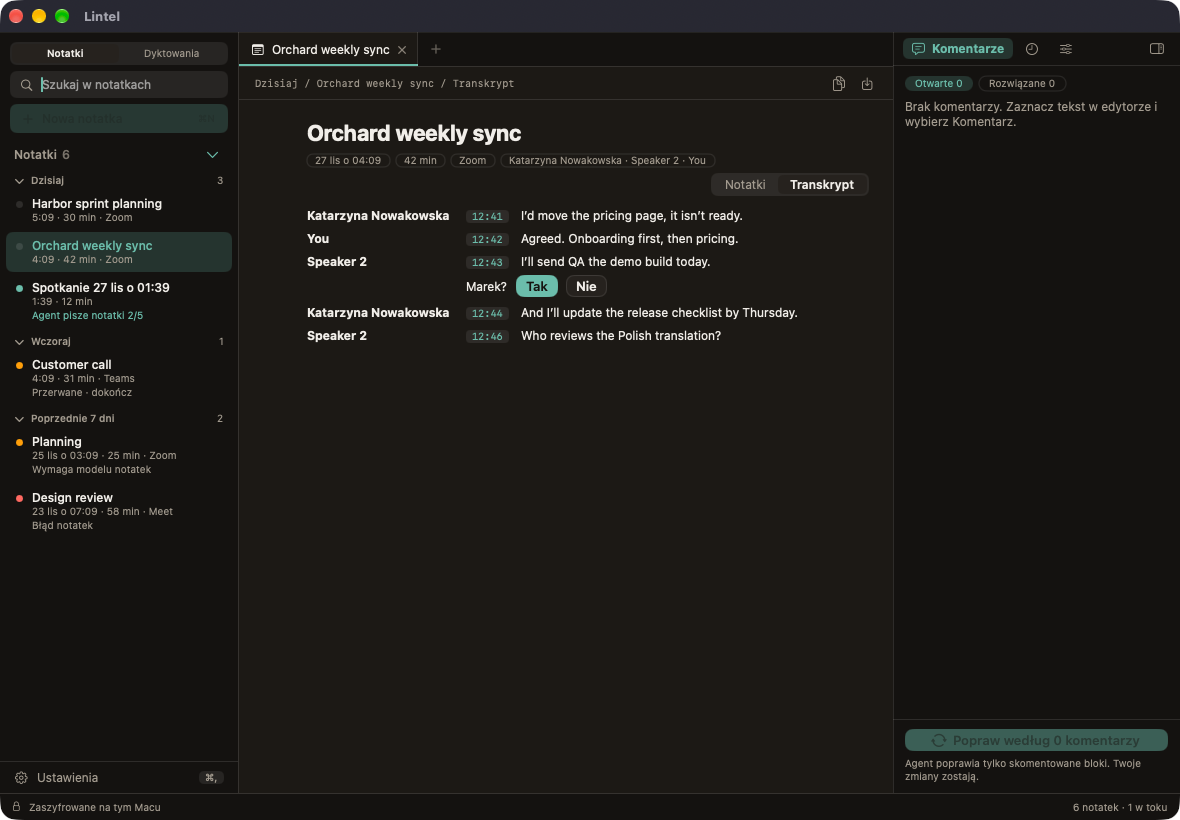 Lintel
Notatki
Dyktowania
Szukaj w notatkach
+ Nowa notatka
Notatki 6
Dzisiaj 3
Harbor sprint planning
5:09 · 30 min · Zoom
Orchard weekly sync
4:09 · 42 min · Zoom
Spotkanie 27 lis o 01:39
1:39 · 12 min
Agent pisze notatki 2/5
Wczoraj 1
Customer call
4:09 · 31 min · Teams
Przerwane · dokończ
Poprzednie 7 dni 2
Planning
25 lis o 03:09 · 25 min · Zoom
Wymaga modelu notatek
Design review
23 lis o 07:09 · 58 min · Meet
Błąd notatek
Ustawienia ⌘,
Zaszyfrowane na tym Macu
Orchard weekly sync
Dzisiaj / Orchard weekly sync / Transkrypt
Orchard weekly sync
27 lis o 04:09 42 min Zoom Katarzyna Nowakowska · Speaker 2 · You
Notatki Transkrypt
Katarzyna Nowakowska 12:41 I’d move the pricing page, it isn’t ready.
You 12:42 Agreed. Onboarding first, then pricing.
Speaker 2 12:43 I’ll send QA the demo build today.
Marek? Tak Nie
Katarzyna Nowakowska 12:44 And I’ll update the release checklist by Thursday.
Speaker 2 12:46 Who reviews the Polish translation?
Komentarze
Otwarte 0 Rozwiązane 0
Brak komentarzy. Zaznacz tekst w edytorze i
wybierz Komentarz.
Popraw według 0 komentarzy
Agent poprawia tylko skomentowane bloki. Twoje
zmiany zostają.
6 notatek · 1 w toku